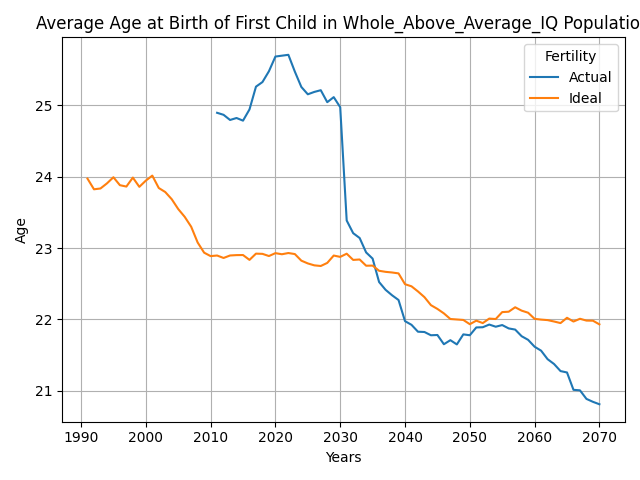 Average Age at Birth of First Child in Whole_Above_Average_IQ Populatio
Fertility
Actual
Ideal
25
24
23
22
21
Age
1990 2000 2010 2020 2030 2040 2050 2060 2070
Years